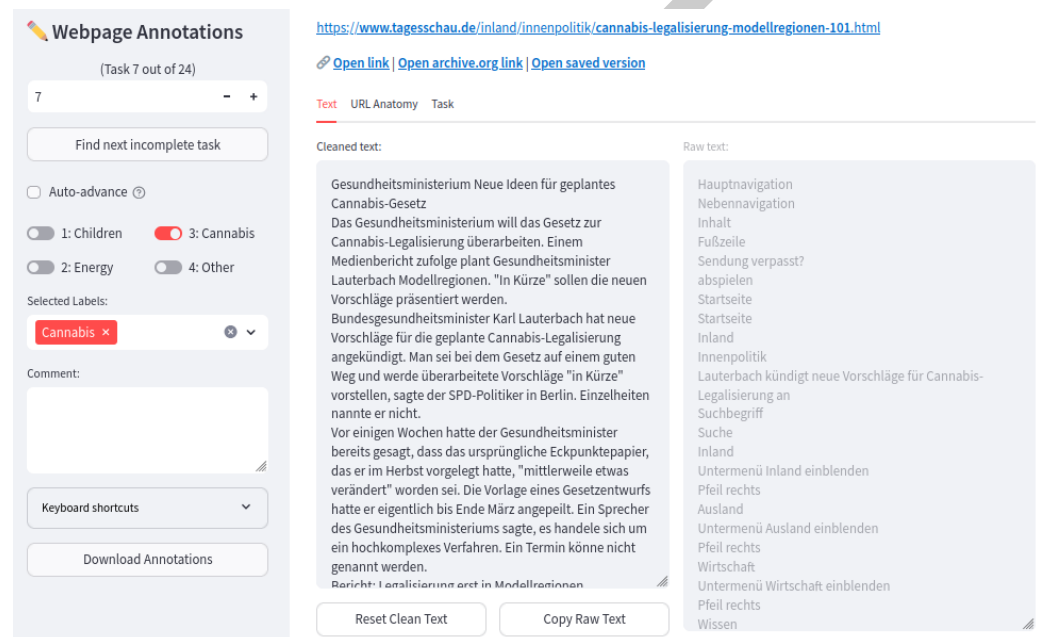 ✏️ Webpage Annotations
(Task 7 out of 24)
7 - +
Find next incomplete task
Auto-advance ?
1: Children
3: Cannabis
2: Energy
4: Other
Selected Labels:
Cannabis ×
Comment:
Keyboard shortcuts
Download Annotations
https://www.tagesschau.de/inland/innenpolitik/cannabis-legalisierung-modellregionen-101.html
🔗 Open link | Open archive.org link | Open saved version
Text URL Anatomy Task
Cleaned text:
Gesundheitsministerium Neue Ideen für geplantes
Cannabis-Gesetz
Das Gesundheitsministerium will das Gesetz zur
Cannabis-Legalisierung überarbeiten. Einem
Medienbericht zufolge plant Gesundheitsminister
Lauterbach Modellregionen. "In Kürze" sollen die neuen
Vorschläge präsentiert werden.
Bundesgesundheitsminister Karl Lauterbach hat neue
Vorschläge für die geplante Cannabis-Legalisierung
angekündigt. Man sei bei dem Gesetz auf einem guten
Weg und werde überarbeitete Vorschläge "in Kürze"
vorstellen, sagte der SPD-Politiker in Berlin. Einzelheiten
nannte er nicht.
Vor einigen Wochen hatte der Gesundheitsminister
bereits gesagt, dass das ursprüngliche Eckpunktepapier,
das er im Herbst vorgelegt hatte, "mittlerweile etwas
verändert" worden sei. Die Vorlage eines Gesetzentwurfs
hatte er eigentlich bis Ende März angepeilt. Ein Sprecher
des Gesundheitsministeriums sagte, es handele sich um
ein hochkomplexes Verfahren. Ein Termin könne nicht
genannt werden.
Bericht: Legalisierung erst in Modellregionen
Reset Clean Text
Copy Raw Text
Raw text:
Hauptnavigation
Nebennavigation
Inhalt
Fußzeile
Sendung verpasst?
abspielen
Startseite
Startseite
Inland
Innenpolitik
Lauterbach kündigt neue Vorschläge für Cannabis-
Legalisierung an
Suchbegriff
Suche
Inland
Untermenü Inland einblenden
Pfeil rechts
Ausland
Untermenü Ausland einblenden
Pfeil rechts
Wirtschaft
Untermenü Wirtschaft einblenden
Pfeil rechts
Wissen